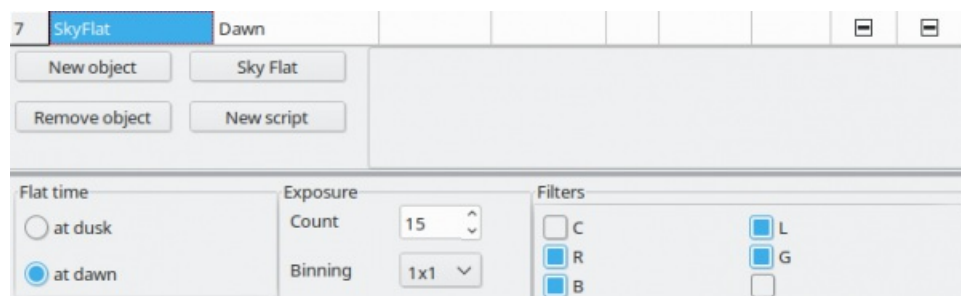 7 SkyFlat Dawn
New object Sky Flat
Remove object New script
Flat time Exposure Filters
at dusk Count 15 C L
at dawn Binning 1x1 R G
B